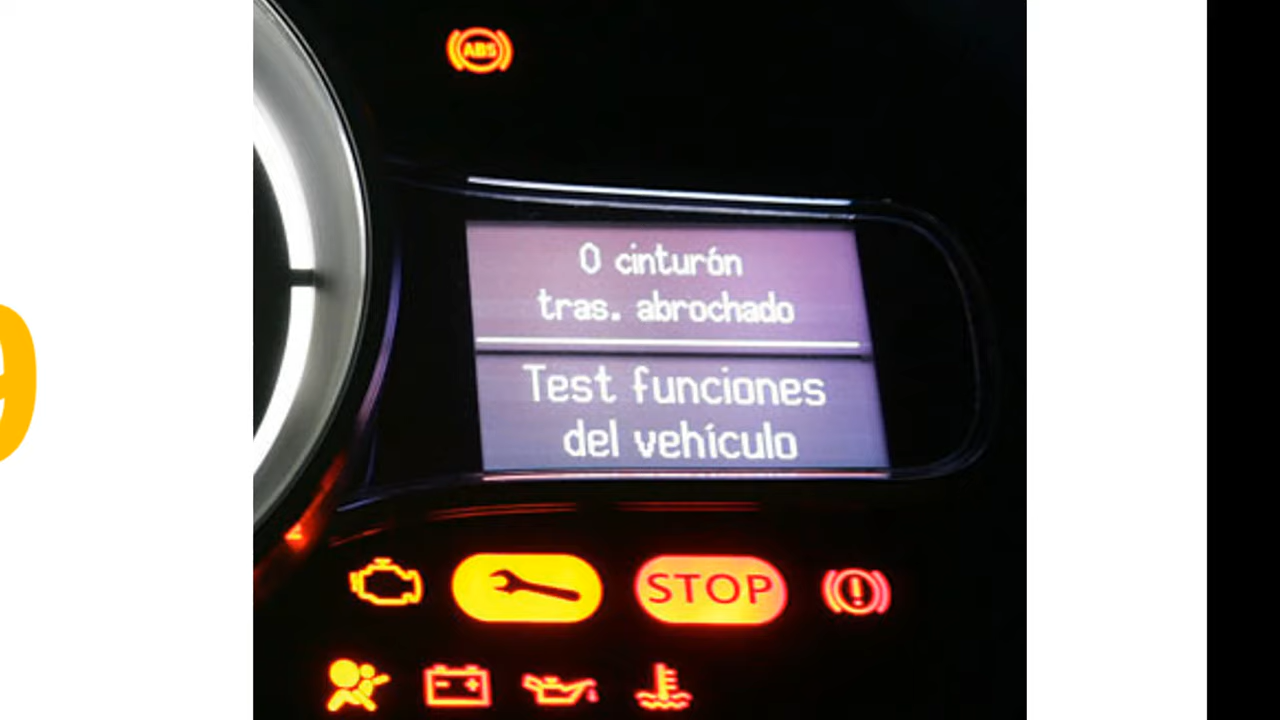 ABS
0 cinturón
tras. abrochado
Test funciones
del vehículo
STOP